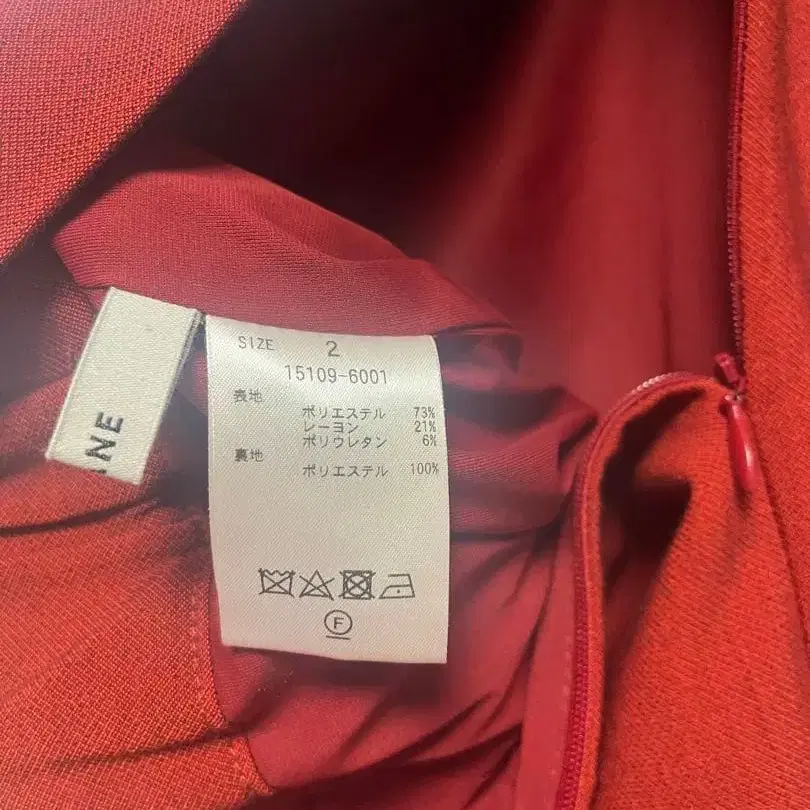 SIZE 2
15109-6001
表地
ポリエステル 73%
レーヨン 21%
ポリウレタン 6%
裏地
ポリエステル 100%
F